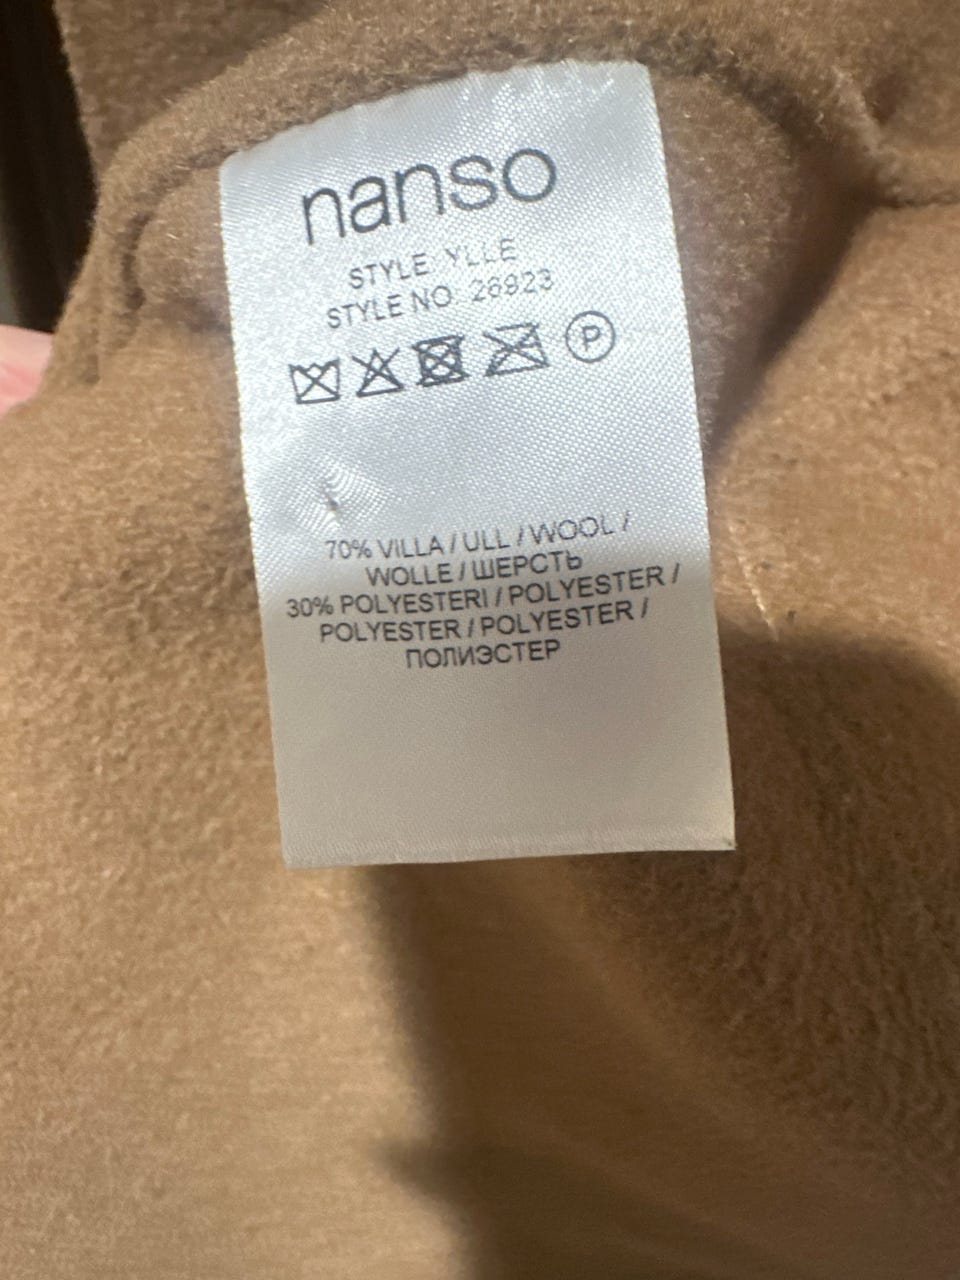 nanso
STYLE YLLE
STYLE NO 26923
P
70% VILLA / ULL / WOOL /
WOLLE / ШЕРСТЬ
30% POLYESTERI / POLYESTER /
POLYESTER / POLYESTER /
ПОЛИЭСТЕР